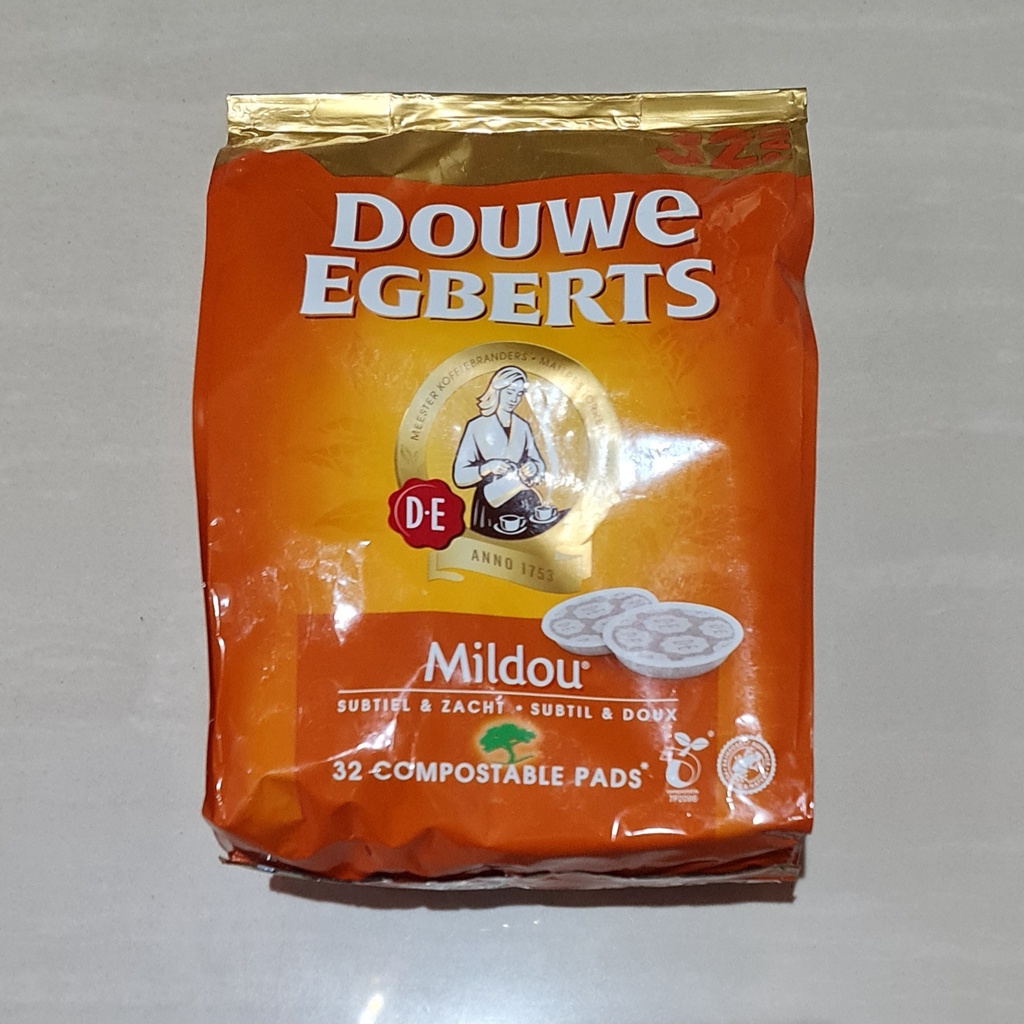 32
DOUWE
EGBERTS
MEESTER KOFFIEBRANDERS •
D·E
ANNO 1753
Mildou
SUBTIEL & ZACHT • SUBTIL & DOUX
32 COMPOSTABLE PADS*